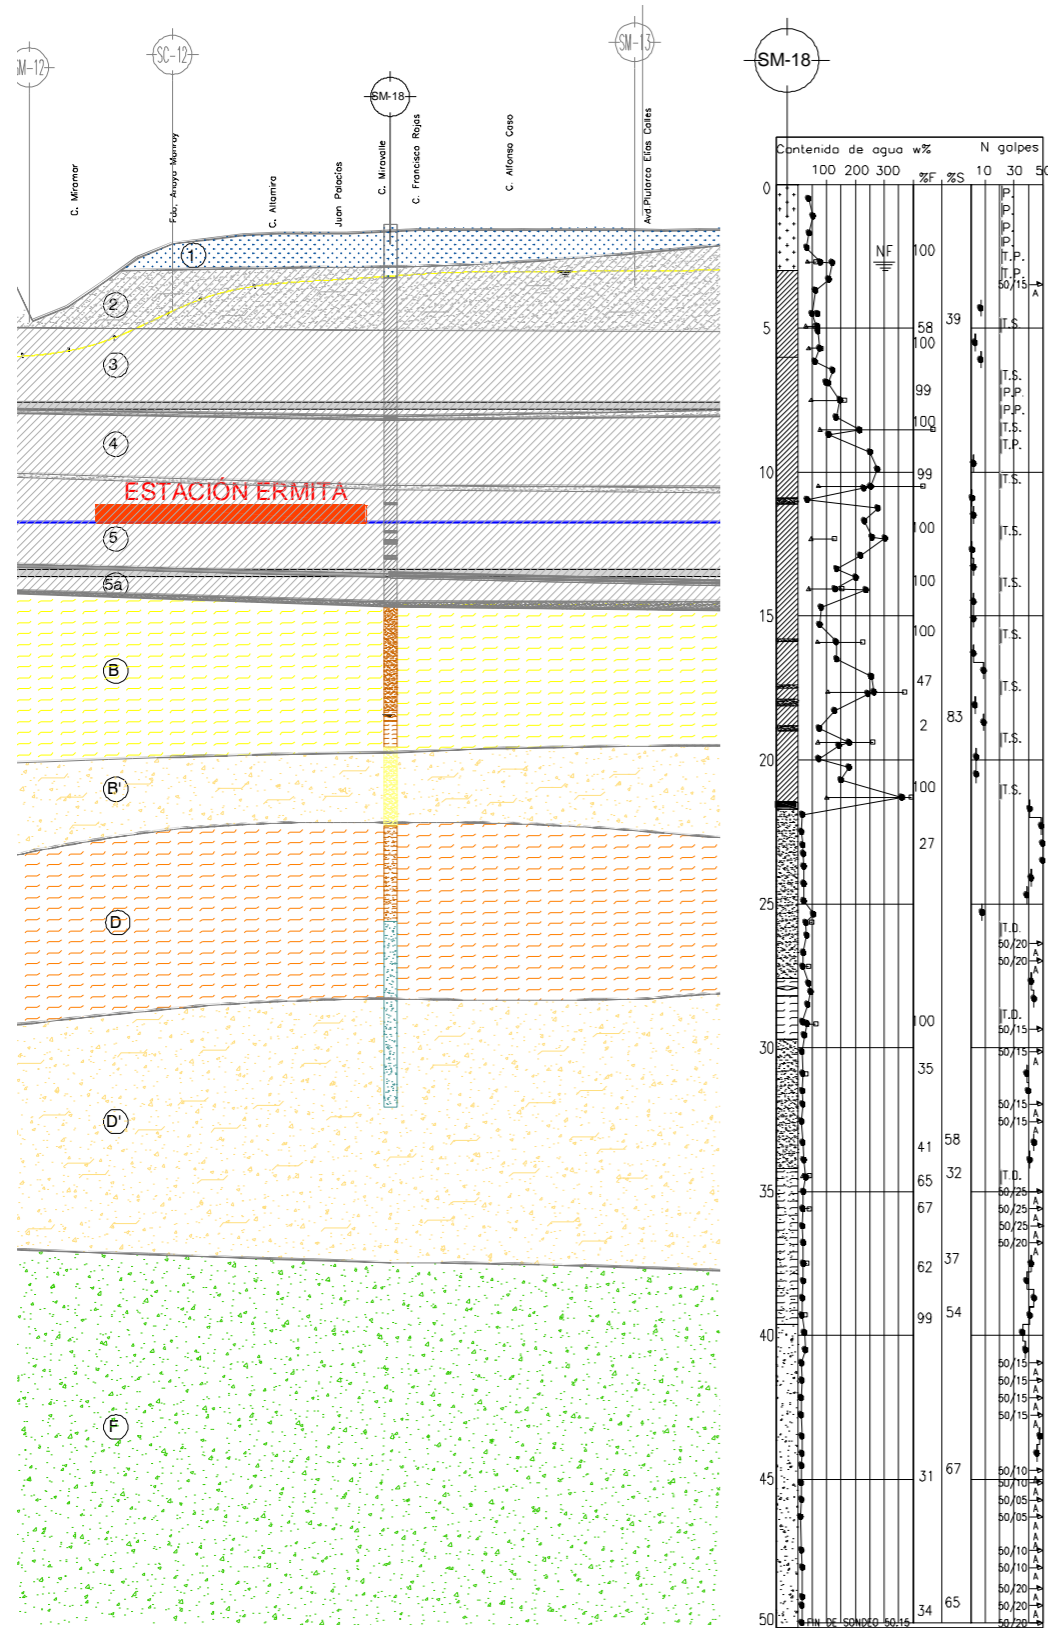 SM-12
SC-12
SM-18
SM-13
SM-18
C. Miramar
Fdo. Anaya Monroy
C. Altamira
Juan Palacios
C. Miravalle
C. Francisco Rojas
C. Alfonso Caso
Avd.Plutarco Elias Calles
1
2
3
4
ESTACIÓN ERMITA
5
5a
B
B'
D
D'
F
Contenido de agua w%
N golpes
100 200 300
%F %S
10 30 50
0
P.
P.
P.
P.
100
NF
T.P.
T.P.
50/15
A
39
T.S.
5
58
100
T.S.
99
P.P.
P.P.
100
T.S.
T.P.
10
99
T.S.
100
T.S.
100
T.S.
15
100
T.S.
47
T.S.
83
2
T.S.
20
100
T.S.
27
25
T.D.
50/20
A
50/20
A
T.D.
100
50/15
A
30
50/15
A
35
50/15
A
50/15
A
58
41
32
T.D.
65
35
50/25
A
67
50/25
A
50/25
A
50/20
A
37
62
54
99
40
50/15
A
50/15
A
50/15
A
50/15
A
67
50/10
A
31
45
50/10
A
50/05
A
50/05
A
50/10
A
50/10
A
50/20
A
65
34
50/20
A
50
FIN DE SONDEO 50.15
50/20